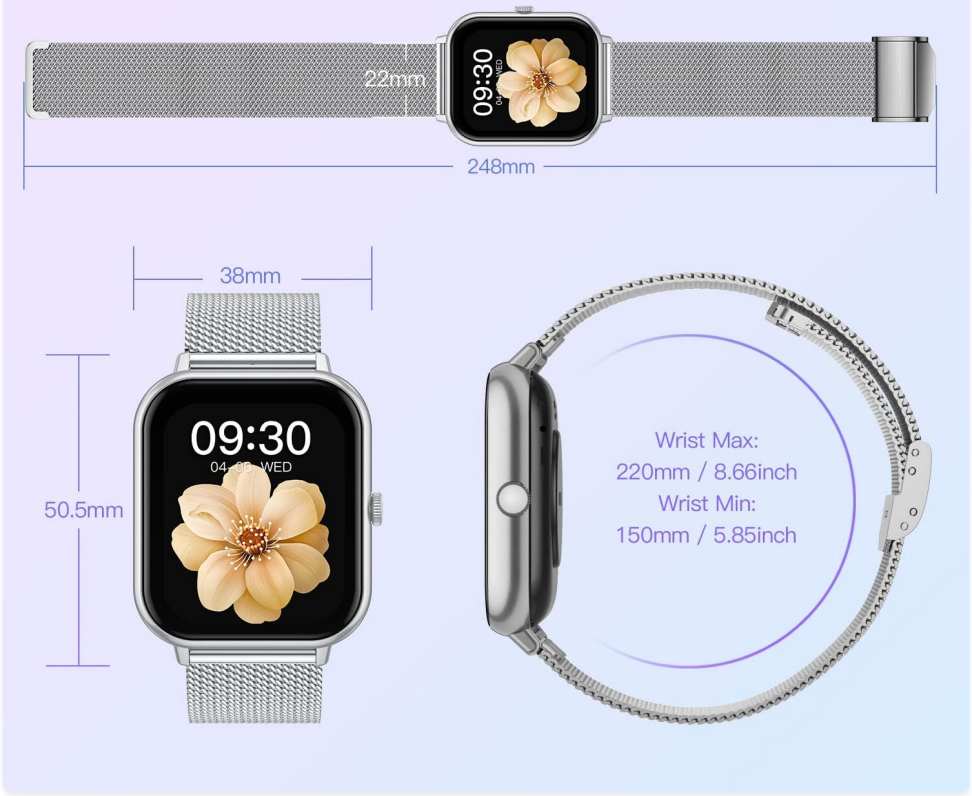 22mm
09:30
04-06 WED
248mm
38mm
09:30
04-06 WED
50.5mm
Wrist Max:
220mm / 8.66inch
Wrist Min:
150mm / 5.85inch